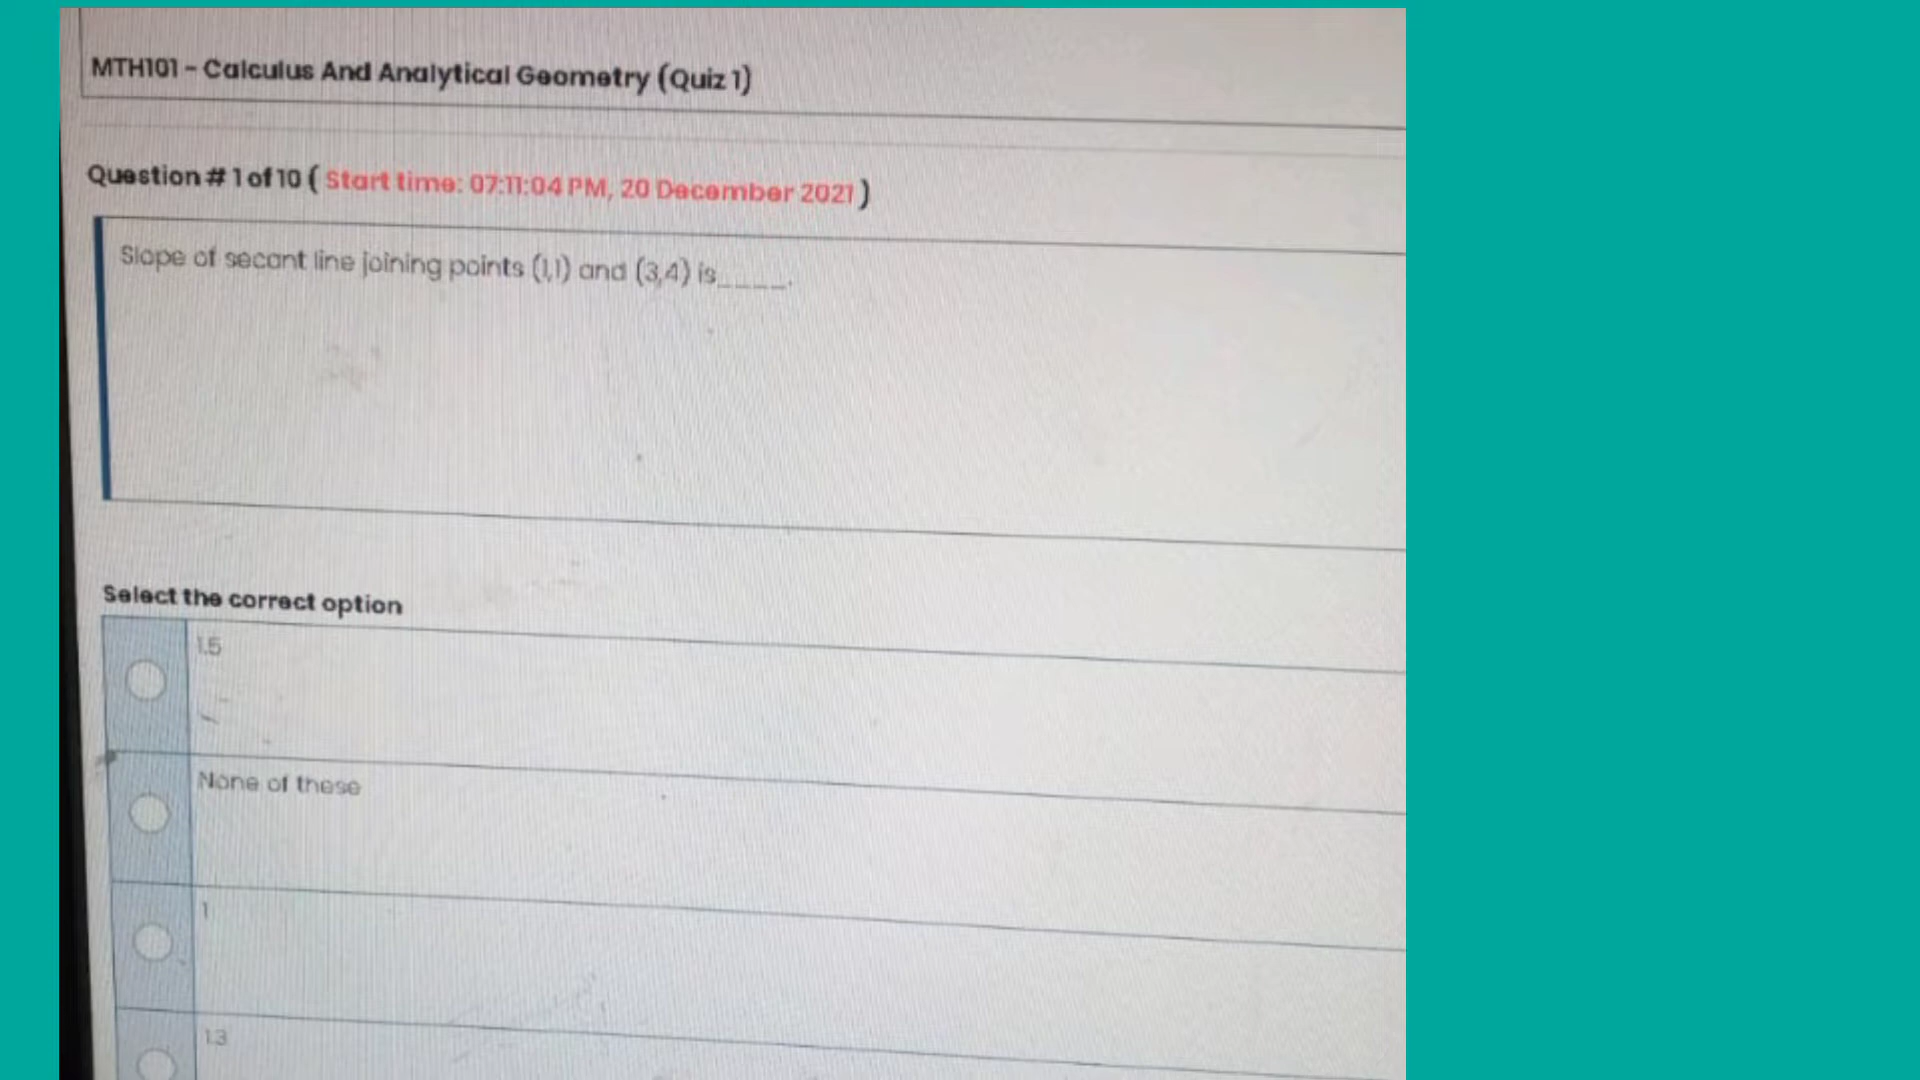 MTH101 - Calculus And Analytical Geometry (Quiz 1)
Question # 1 of 10 ( Start time: 07:11:04 PM, 20 December 2021 )
Slope of secant line joining points (1,1) and (3,4) is_____.
Select the correct option
1.5
None of these
1
1.3